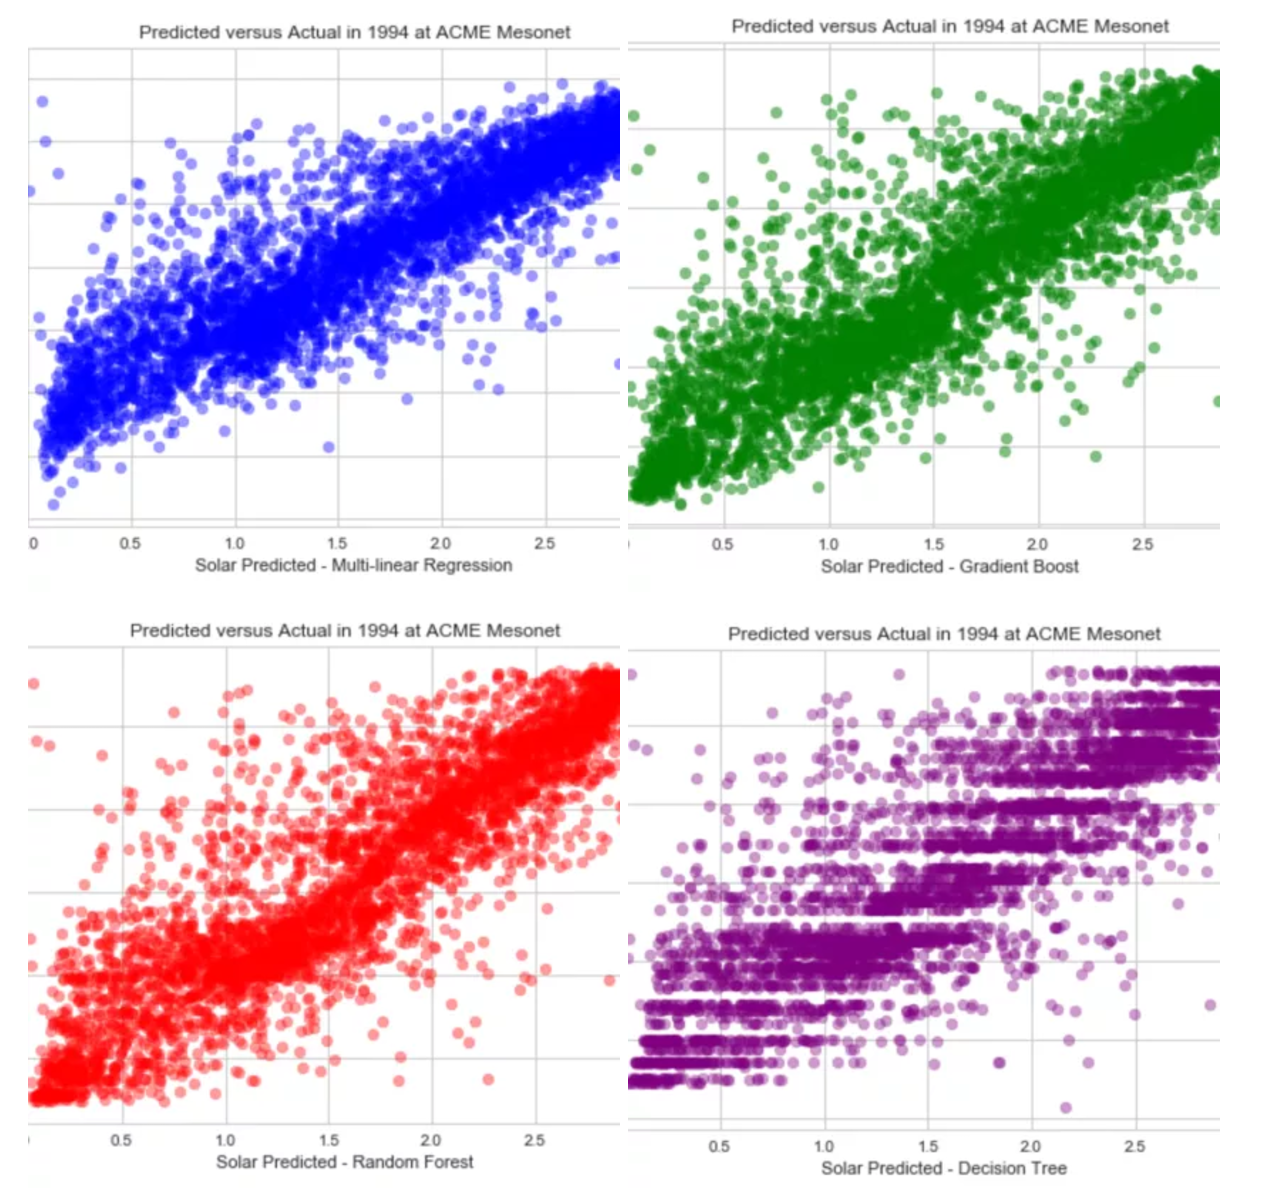 Predicted versus Actual in 1994 at ACME Mesonet
Predicted versus Actual in 1994 at ACME Mesonet
0 0.5 1.0 1.5 2.0 2.5
Solar Predicted - Multi-linear Regression
0.5 1.0 1.5 2.0 2.5
Solar Predicted - Gradient Boost
Predicted versus Actual in 1994 at ACME Mesonet
Predicted versus Actual in 1994 at ACME Mesonet
0.5 1.0 1.5 2.0 2.5
Solar Predicted - Random Forest
0.5 1.0 1.5 2.0 2.5
Solar Predicted - Decision Tree